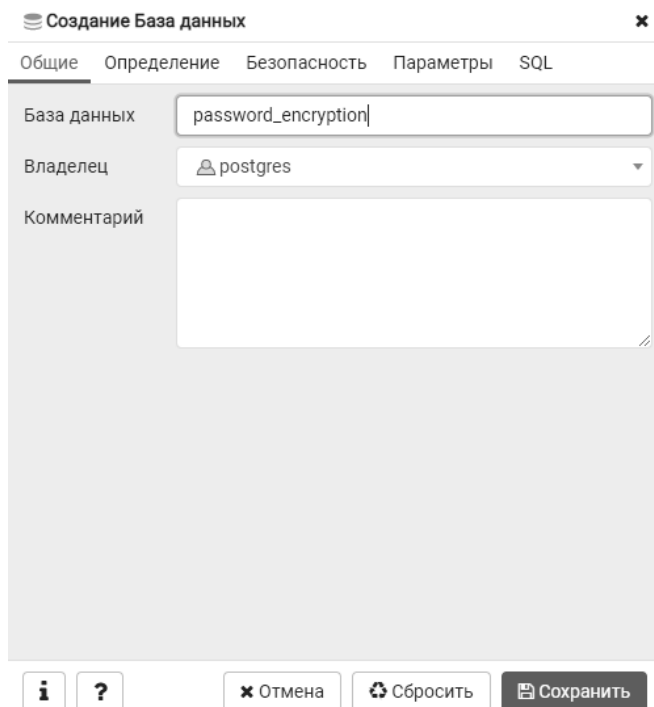 Создание База данных
Общие Определение Безопасность Параметры SQL
База данных password_encryption
Владелец postgres
Комментарий
i ? Отмена Сбросить Сохранить